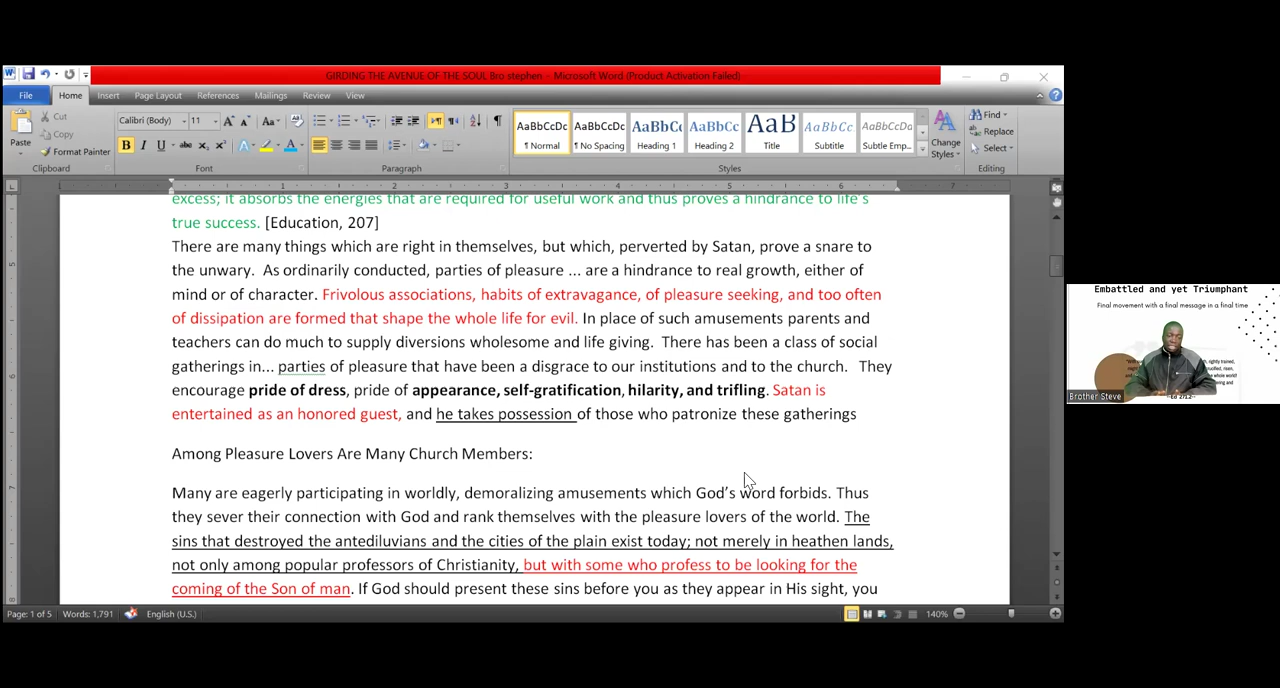 GIRDING THE AVENUE OF THE SOUL Bro stephen - Microsoft Word (Product Activation Failed)
File Home Insert Page Layout References Mailings Review View
Cut
Copy
Format Painter
Paste
Clipboard
Calibri (Body) 11
Font
Paragraph
AaBbCcDc AaBbCcDc AaBbCc AaBbCc AaB AaBbCc. AaBbCcDc
¶ Normal ¶ No Spacing Heading 1 Heading 2 Title Subtitle Subtle Emp...
Change
Styles
Styles
Find
Replace
Select
Editing
excess; it absorbs the energies that are required for useful work and thus proves a hindrance to life's
true success. [Education, 207]
There are many things which are right in themselves, but which, perverted by Satan, prove a snare to
the unwary. As ordinarily conducted, parties of pleasure ... are a hindrance to real growth, either of
mind or of character. Frivolous associations, habits of extravagance, of pleasure seeking, and too often
of dissipation are formed that shape the whole life for evil. In place of such amusements parents and
teachers can do much to supply diversions wholesome and life giving. There has been a class of social
gatherings in... parties of pleasure that have been a disgrace to our institutions and to the church. They
encourage pride of dress, pride of appearance, self-gratification, hilarity, and trifling. Satan is
entertained as an honored guest, and he takes possession of those who patronize these gatherings
Among Pleasure Lovers Are Many Church Members:
Many are eagerly participating in worldly, demoralizing amusements which God's word forbids. Thus
they sever their connection with God and rank themselves with the pleasure lovers of the world. The
sins that destroyed the antediluvians and the cities of the plain exist today; not merely in heathen lands,
not only among popular professors of Christianity, but with some who profess to be looking for the
coming of the Son of man. If God should present these sins before you as they appear in His sight, you
Page: 1 of 5 Words: 1,791 English (U.S.) 140%
Embattled and yet Triumphant
Final movement with a final message in a final time
Brother Steve